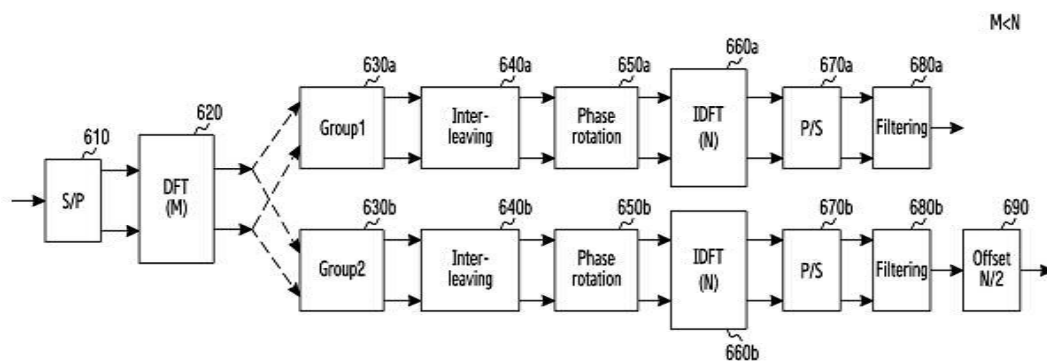 M<N
630a
640a
650a
660a
670a
680a
Group1
Inter-
leaving
Phase
rotation
IDFT
(N)
P/S
Filtering
610
620
S/P
DFT
(M)
630b
640b
650b
670b
680b
690
Group2
Inter-
leaving
Phase
rotation
IDFT
(N)
P/S
Filtering
Offset
N/2
660b